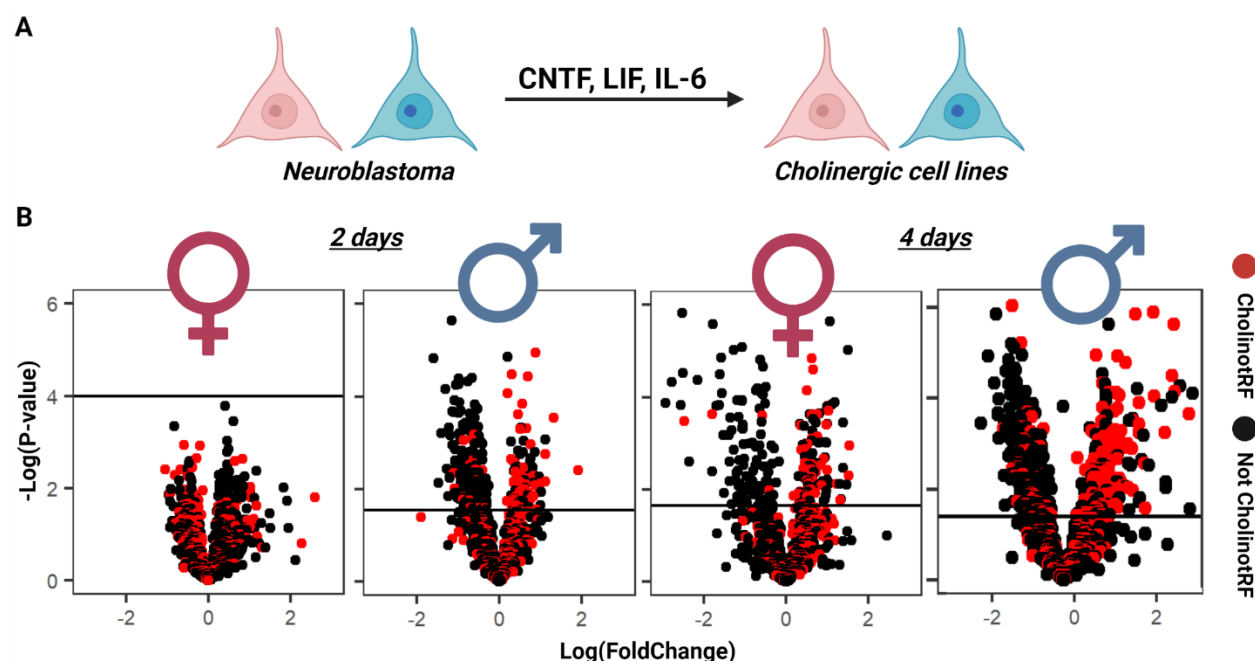 A
CNTF, LIF, IL-6
Neuroblastoma
Cholinergic cell lines
B
2 days
4 days
-Log(P-value)
6
4
2
0
-2
0
2
-2
0
2
-2
0
2
-2
0
2
Log(FoldChange)
CholinotRF
Not CholinotRF